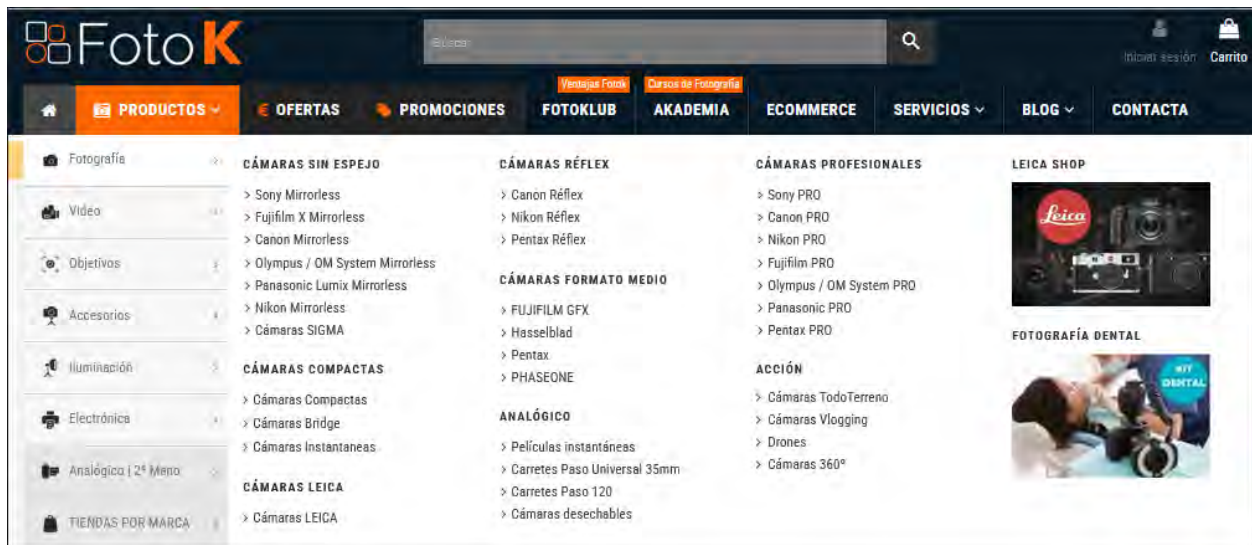 Foto K
Buscar
Iniciar sesión
Carrito
Ventajas Fotok
Cursos de Fotografía
PRODUCTOS
OFERTAS
PROMOCIONES
FOTOKLUB
AKADEMIA
ECOMMERCE
SERVICIOS
BLOG
CONTACTA
Fotografía
Video
Objetivos
Accesorios
Iluminación
Electrónica
Analógico | 2ª Mano
TIENDAS POR MARCA
CÁMARAS SIN ESPEJO
> Sony Mirrorless
> Fujifilm X Mirrorless
> Canon Mirrorless
> Olympus / OM System Mirrorless
> Panasonic Lumix Mirrorless
> Nikon Mirrorless
> Cámaras SIGMA
CÁMARAS COMPACTAS
> Cámaras Compactas
> Cámaras Bridge
> Cámaras Instantaneas
CÁMARAS LEICA
> Cámaras LEICA
CÁMARAS RÉFLEX
> Canon Réflex
> Nikon Réflex
> Pentax Réflex
CÁMARAS FORMATO MEDIO
> FUJIFILM GFX
> Hasselblad
> Pentax
> PHASEONE
ANALÓGICO
> Películas instantáneas
> Carretes Paso Universal 35mm
> Carretes Paso 120
> Cámaras desechables
CÁMARAS PROFESIONALES
> Sony PRO
> Canon PRO
> Nikon PRO
> Fujifilm PRO
> Olympus / OM System PRO
> Panasonic PRO
> Pentax PRO
ACCIÓN
> Cámaras TodoTerreno
> Cámaras Vlogging
> Drones
> Cámaras 360º
LEICA SHOP
Leica
FOTOGRAFÍA DENTAL
KIT
DENTAL